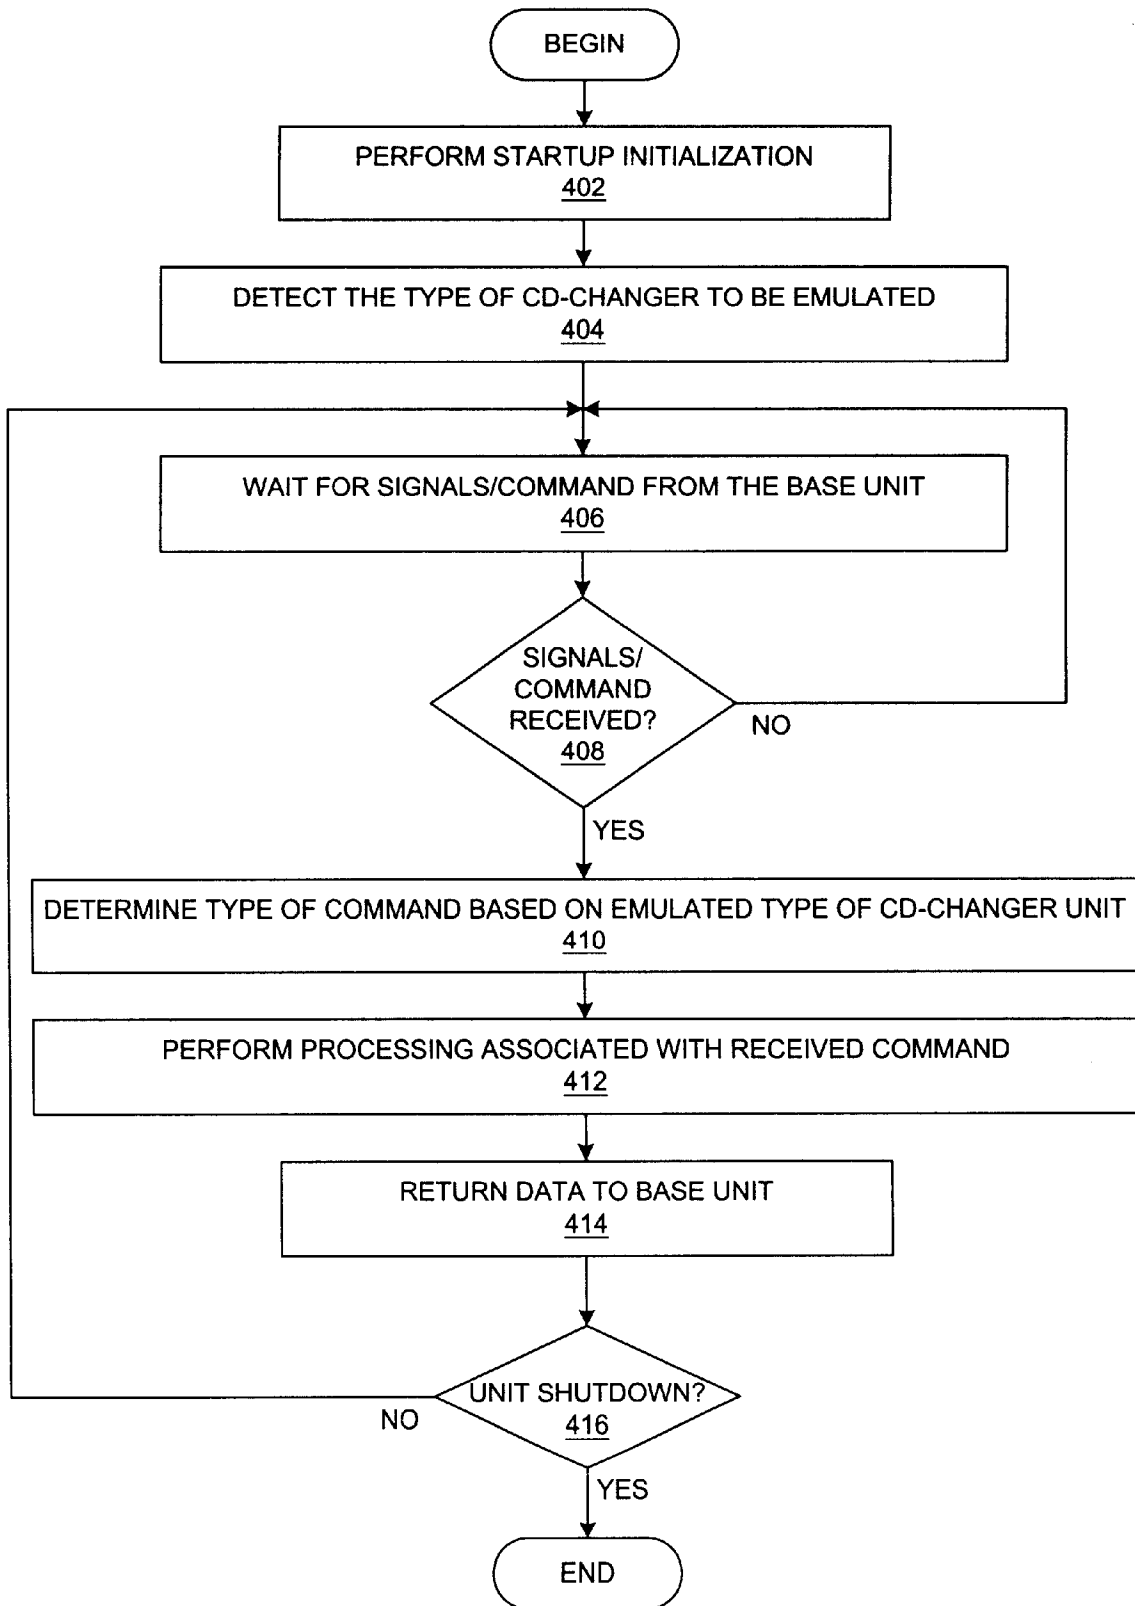 BEGIN
PERFORM STARTUP INITIALIZATION
402
DETECT THE TYPE OF CD-CHANGER TO BE EMULATED
404
WAIT FOR SIGNALS/COMMAND FROM THE BASE UNIT
406
SIGNALS/
COMMAND
RECEIVED?
408
NO
YES
DETERMINE TYPE OF COMMAND BASED ON EMULATED TYPE OF CD-CHANGER UNIT
410
PERFORM PROCESSING ASSOCIATED WITH RECEIVED COMMAND
412
RETURN DATA TO BASE UNIT
414
UNIT SHUTDOWN?
416
NO
YES
END